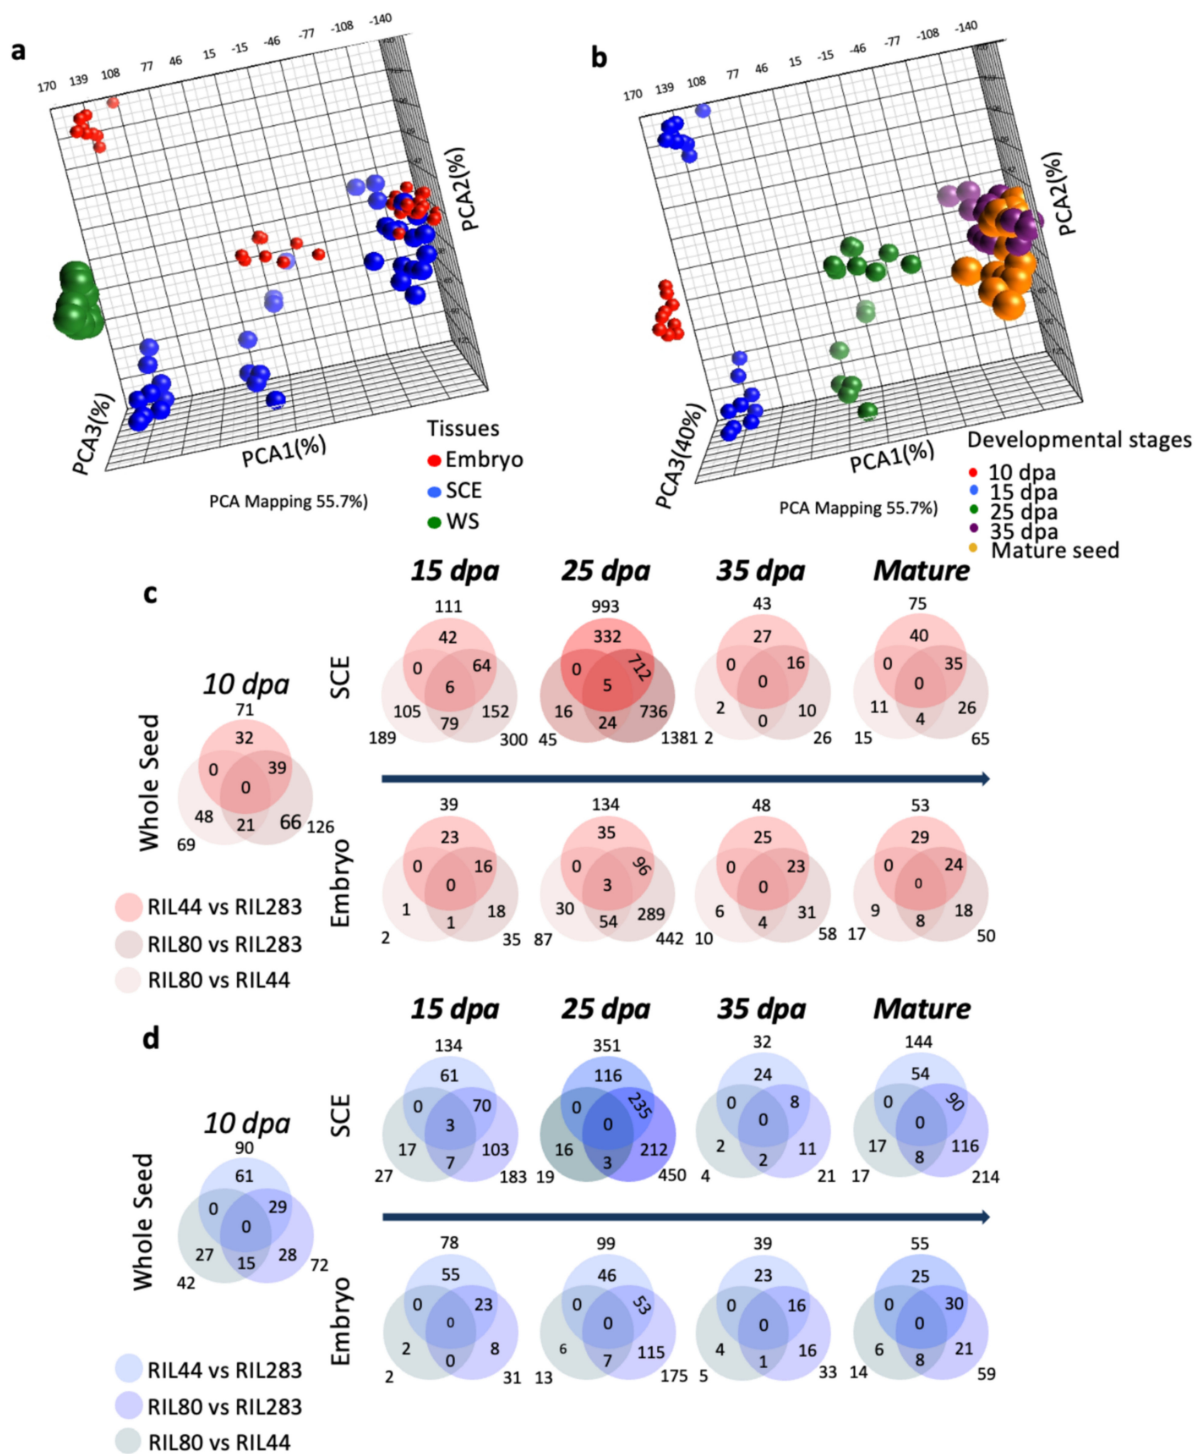 a
170 139 108 77 46 15 -15 -46 -77 -108 -140
PCA2(%)
PCA3(%)
PCA1(%)
PCA Mapping 55.7%)
Tissues
Embryo
SCE
WS
b
170 139 108 77 46 15 -15 -46 -77 -108 -140
PCA2(%)
PCA3(40%)
PCA1(%)
PCA Mapping 55.7%)
Developmental stages
10 dpa
15 dpa
25 dpa
35 dpa
Mature seed
c
15 dpa 25 dpa 35 dpa Mature
SCE
111 993 43 75
42 332 27 40
0 64 0 712 0 16 0 35
6 5 0 0
105 79 152 16 24 736 2 0 10 11 4 26
189 300 45 1381 2 26 15 65
Whole Seed
10 dpa
71
32
0 39
0
48 21 66
69 126
Embryo
39 134 48 53
23 35 25 29
0 16 0 96 0 23 0 24
0 3 0 0
1 1 18 30 54 289 6 4 31 9 8 18
2 35 87 442 10 58 17 50
RIL44 vs RIL283
RIL80 vs RIL283
RIL80 vs RIL44
d
15 dpa 25 dpa 35 dpa Mature
SCE
134 351 32 144
61 116 24 54
0 70 0 235 0 8 0 90
3 0 0 0
17 7 103 16 3 212 2 2 11 17 8 116
27 183 19 450 4 21 17 214
Whole Seed
10 dpa
90
61
0 29
0
27 15 28
42 72
Embryo
78 99 39 55
55 46 23 25
0 23 0 53 0 16 0 30
0 0 0 0
2 0 8 6 7 115 4 1 16 6 8 21
2 31 13 175 5 33 14 59
RIL44 vs RIL283
RIL80 vs RIL283
RIL80 vs RIL44